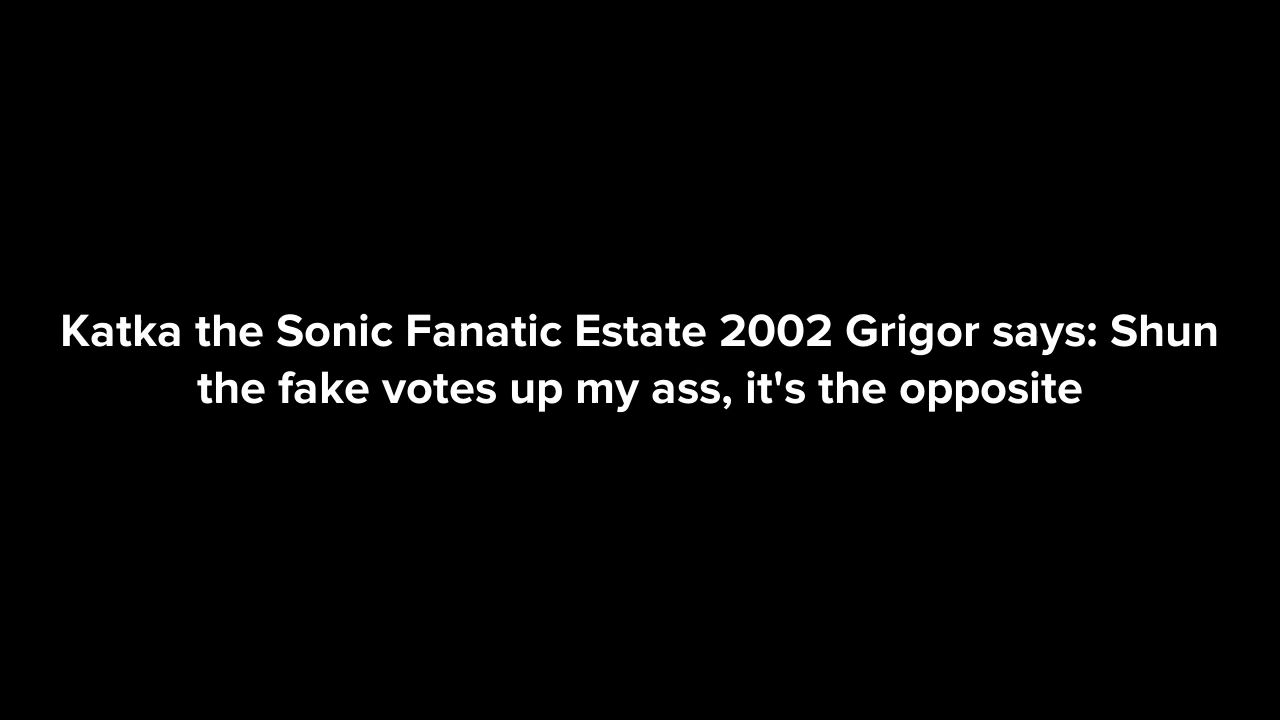 Katka the Sonic Fanatic Estate 2002 Grigor says: Shun
the fake votes up my ass, it's the opposite